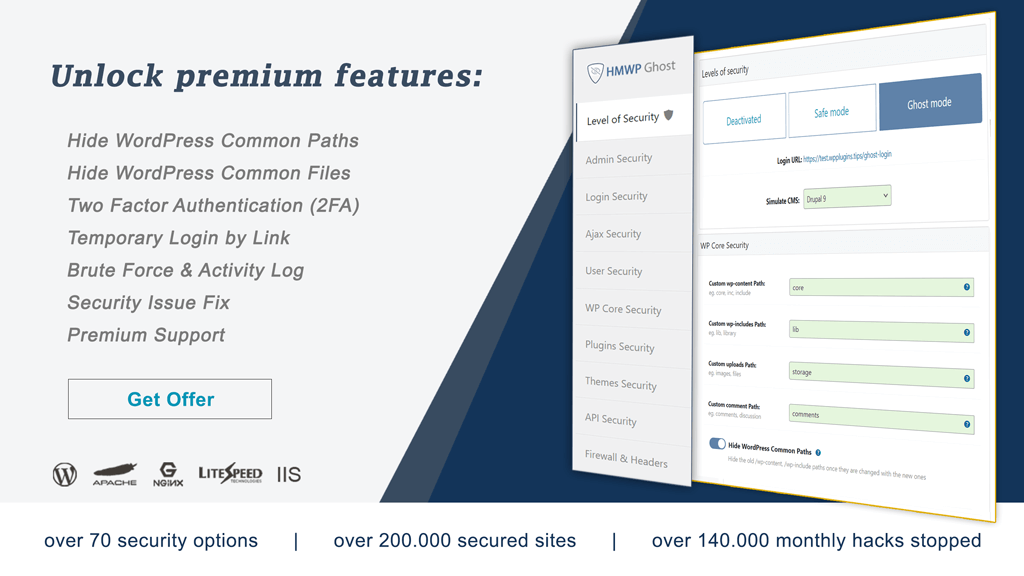 Unlock premium features:
Hide WordPress Common Paths
Hide WordPress Common Files
Two Factor Authentication (2FA)
Temporary Login by Link
Brute Force & Activity Log
Security Issue Fix
Premium Support
Get Offer
APACHE
NGINX
LITESPEED
TECHNOLOGIES
IIS
HMWP Ghost
Level of Security
Admin Security
Login Security
Ajax Security
User Security
WP Core Security
Plugins Security
Themes Security
API Security
Firewall & Headers
Levels of security
Deactivated
Safe mode
Ghost mode
Login URL: https://test.wpplugins.tips/ghost-login
Simulate CMS: Drupal 9
WP Core Security
Custom wp-content Path:
eg. core, inc, include
core
Custom wp-includes Path:
eg. lib, library
lib
Custom uploads Path:
eg. images, files
storage
Custom comment Path:
eg. comments, discussion
comments
Hide WordPress Common Paths
Hide the old /wp-content, /wp-include paths once they are changed with the new ones
over 70 security options | over 200.000 secured sites | over 140.000 monthly hacks stopped